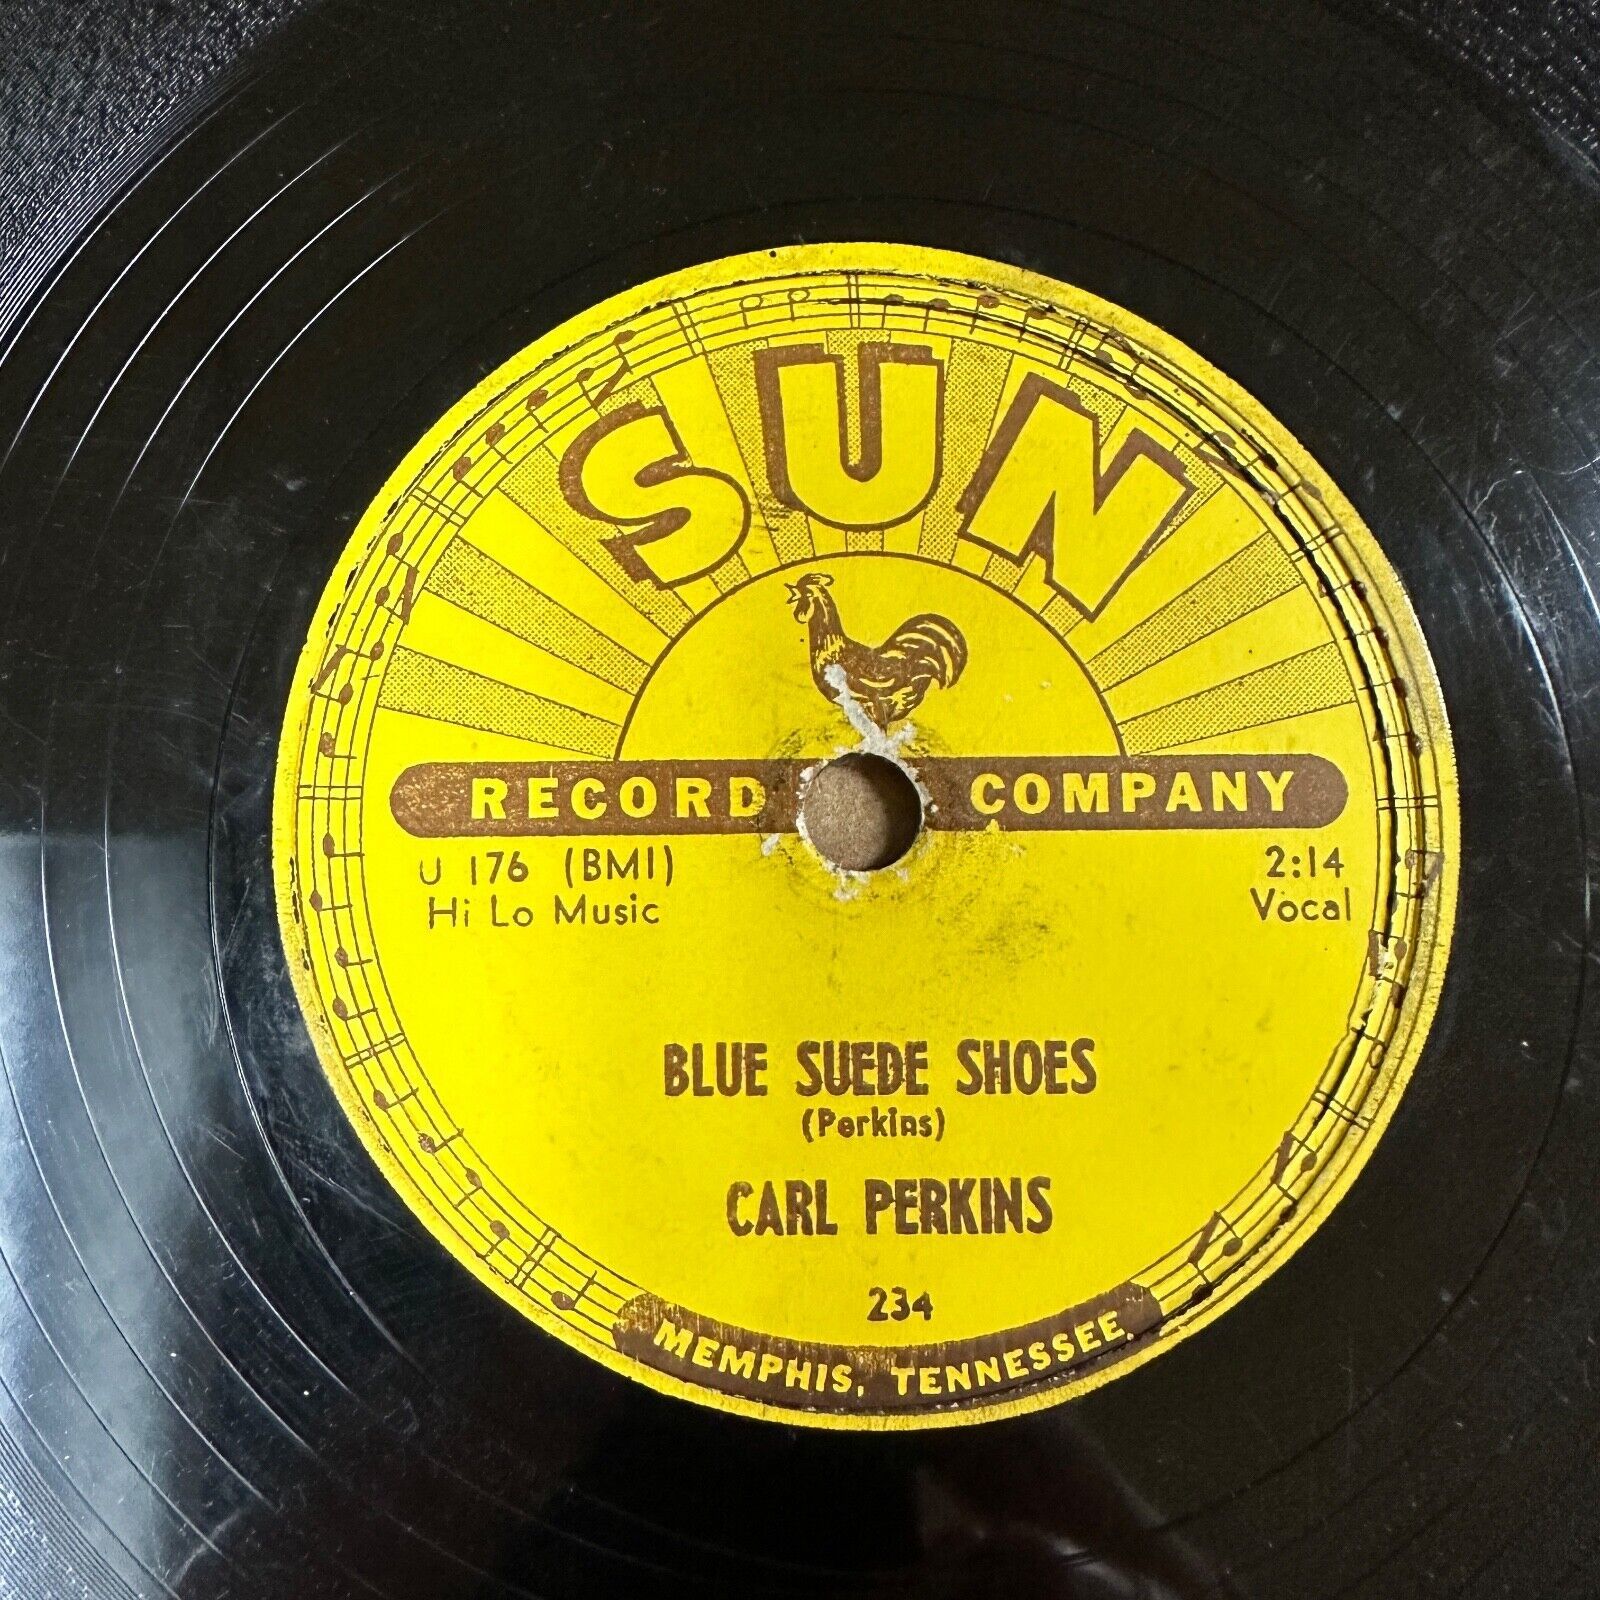 SUN
RECORD COMPANY
U 176 (BMI)
Hi Lo Music
2:14
Vocal
BLUE SUEDE SHOES
(Perkins)
CARL PERKINS
234
MEMPHIS, TENNESSEE.